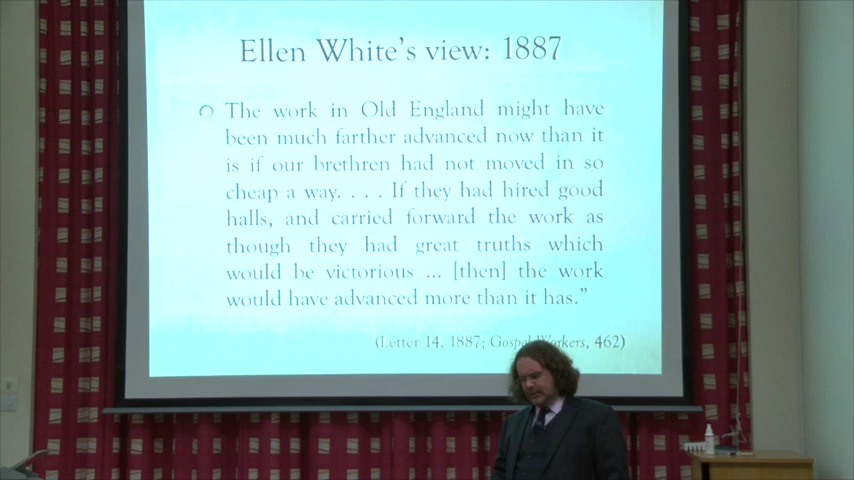 Ellen White's view: 1887
The work in Old England might have
been much farther advanced now than it
is if our brethren had not moved in so
cheap a way. . . . If they had hired good
halls, and carried forward the work as
though they had great truths which
would be victorious ... [then] the work
would have advanced more than it has."
(Letter 14, 1887; Gospel Workers, 462)